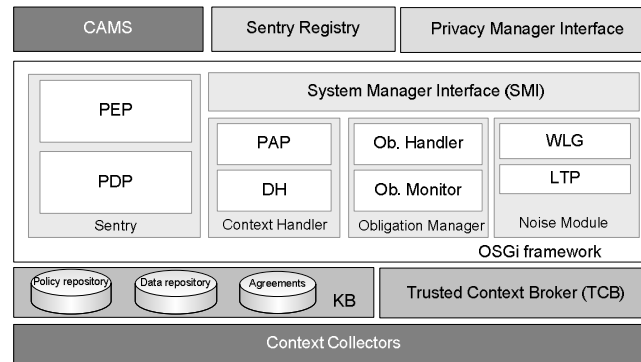 CAMS
Sentry Registry
Privacy Manager Interface
System Manager Interface (SMI)
PEP
PDP
Sentry
PAP
DH
Context Handler
Ob. Handler
Ob. Monitor
Obligation Manager
WLG
LTP
Noise Module
OSGi framework
Policy repository
Data repository
Agreements
KB
Trusted Context Broker (TCB)
Context Collectors